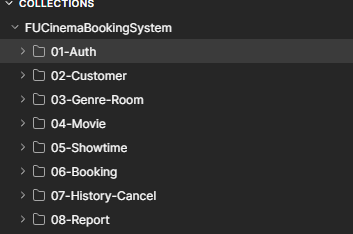 COLLECTIONS
FUCinemaBookingSystem
01-Auth
02-Customer
03-Genre-Room
04-Movie
05-Showtime
06-Booking
07-History-Cancel
08-Report